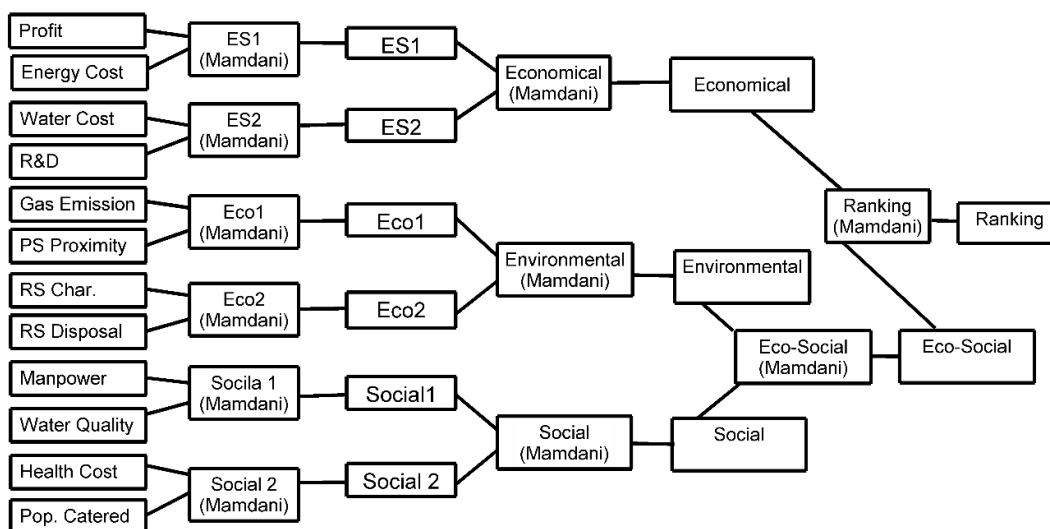 Profit
Energy Cost
Water Cost
R&D
Gas Emission
PS Proximity
RS Char.
RS Disposal
Manpower
Water Quality
Health Cost
Pop. Catered
ES1
(Mamdani)
ES2
(Mamdani)
Eco1
(Mamdani)
Eco2
(Mamdani)
Socila 1
(Mamdani)
Social 2
(Mamdani)
ES1
ES2
Eco1
Eco2
Social1
Social 2
Economical
(Mamdani)
Environmental
(Mamdani)
Social
(Mamdani)
Economical
Environmental
Social
Eco-Social
(Mamdani)
Eco-Social
Ranking
(Mamdani)
Ranking